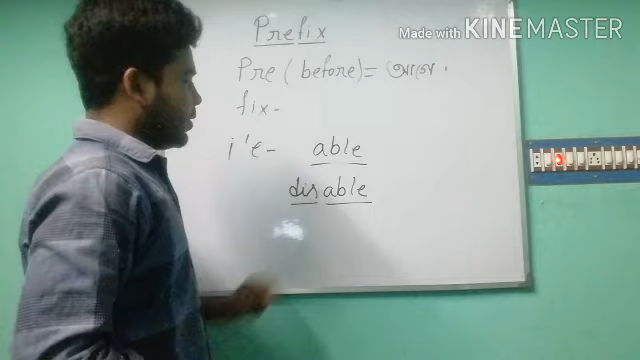 Made with KINEMASTER
Prefix
Pre (before) = আগে.
fix-
i'e- able
disable